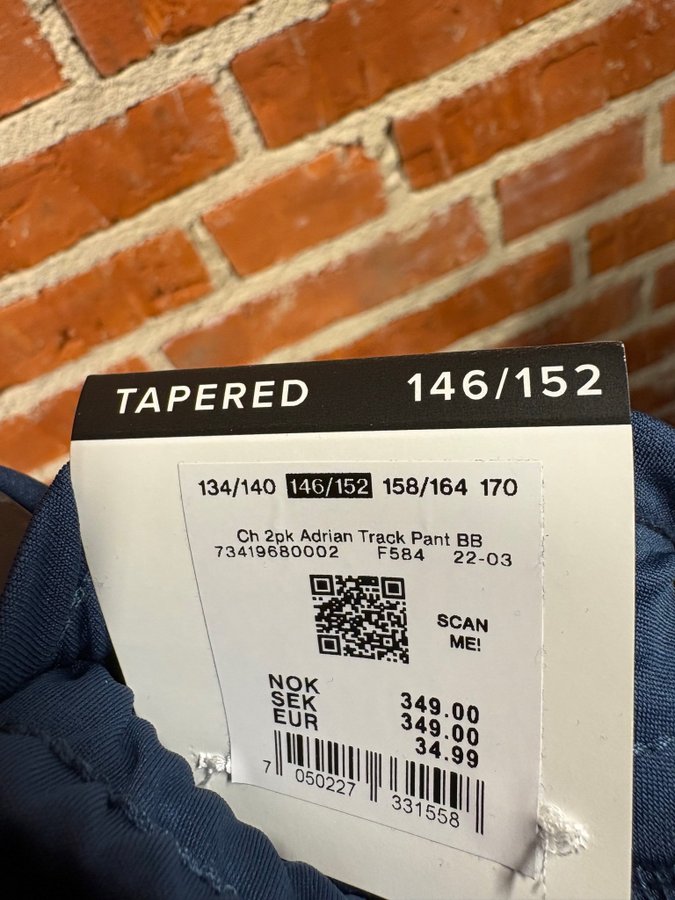 TAPERED 146/152
134/140 146/152 158/164 170
Ch 2pk Adrian Track Pant BB
73419680002 F584 22-03
SCAN
ME!
NOK 349.00
SEK 349.00
EUR 34.99
7 050227 331558